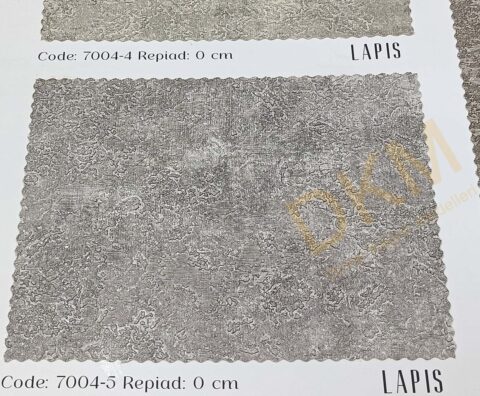 Code: 7004-4 Repiad: 0 cm LAPIS
DKM
Code: 7004-5 Repiad: 0 cm LAPIS